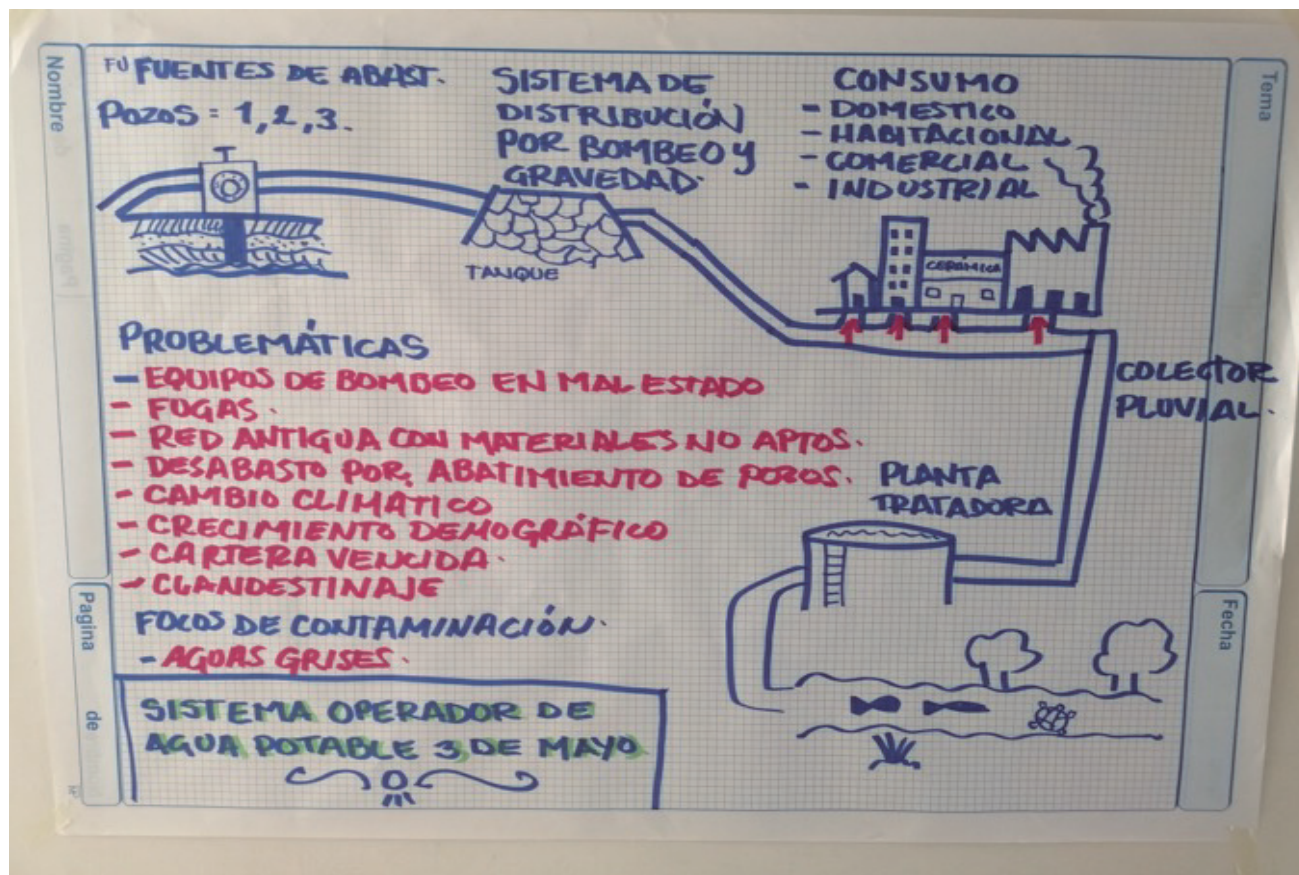 Nombre
Tema
FU FUENTES DE ABAST.
POZOS = 1,2,3.
SISTEMA DE
DISTRIBUCIÓN
POR BOMBEO Y
GRAVEDAD.
CONSUMO
- DOMESTICO
- HABITACIONAL
- COMERCIAL
- INDUSTRIAL
TANQUE
CERÁMICA
PROBLEMÁTICAS
- EQUIPOS DE BOMBEO EN MAL ESTADO
- FUGAS.
- RED ANTIGUA CON MATERIALES NO APTOS.
- DESABASTO POR, ABATIMIENTO DE POZOS.
- CAMBIO CLIMATICO
- CRECIMIENTO DEMOGRÁFICO
- CARTERA VENCIDA.
- CLANDESTINAJE
COLECTOR
PLUVIAL.
PLANTA
TRATADORA
FOCOS DE CONTAMINACIÓN.
- AGUAS GRISES.
SISTEMA OPERADOR DE
AGUA POTABLE 3 DE MAYO
Pagina de
Fecha